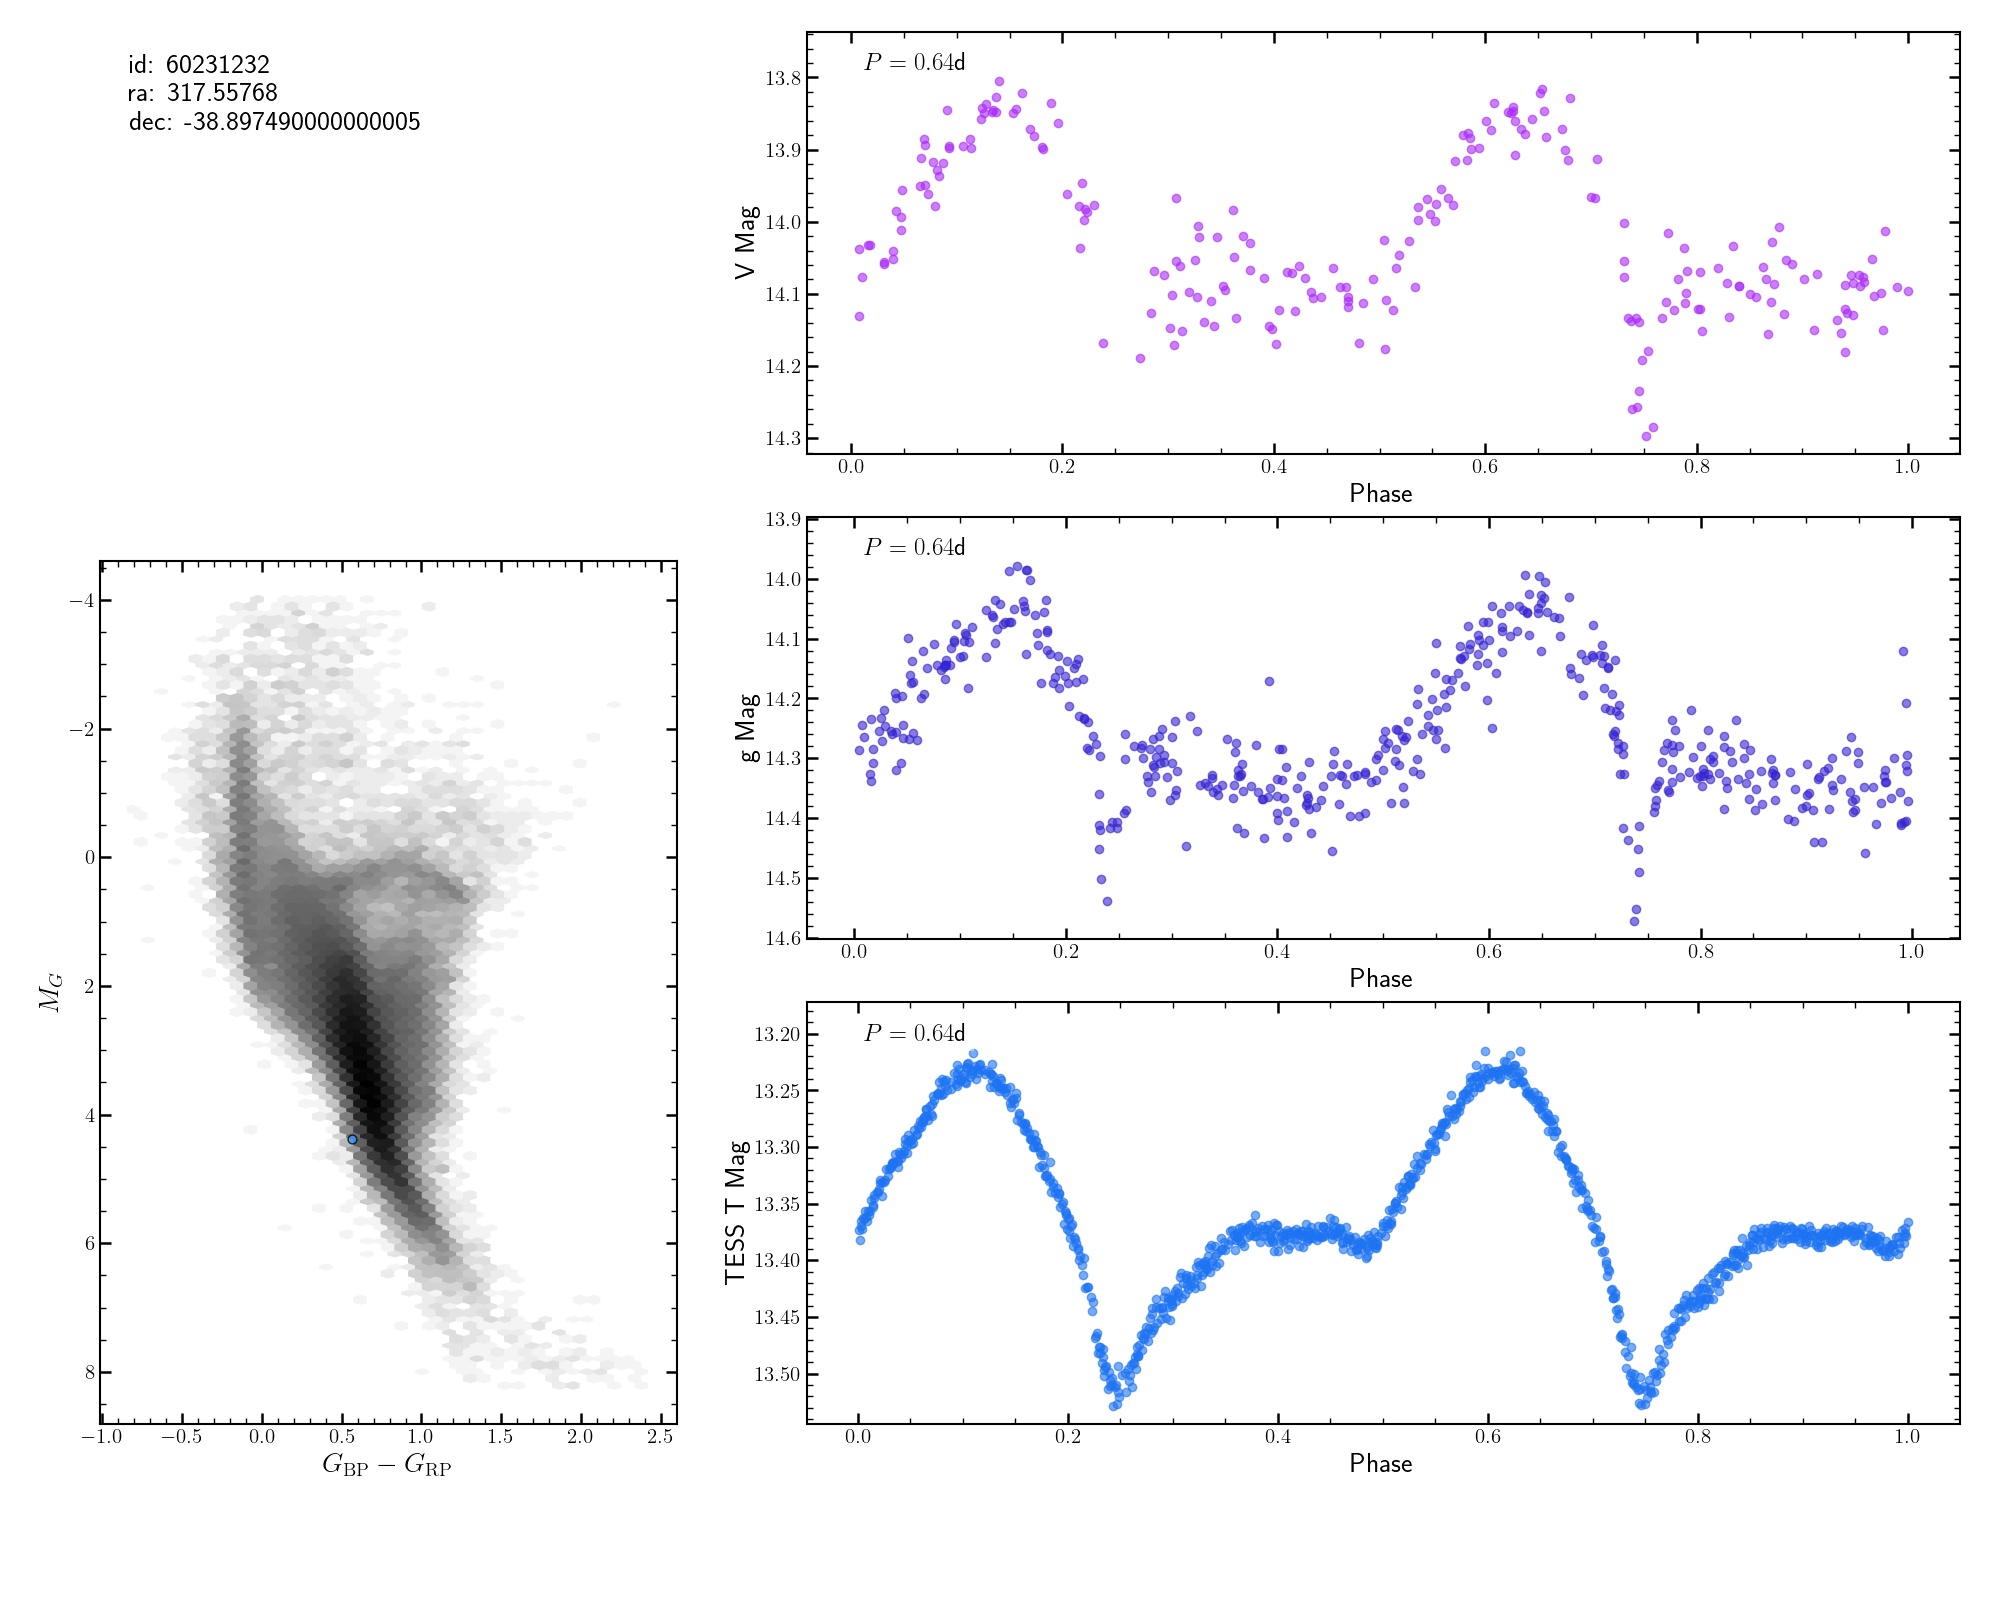 id: 60231232
ra: 317.55768
dec: -38.897490000000005
P = 0.64d
13.8
13.9
14.0
14.1
14.2
14.3
V Mag
0.0 0.2 0.4 0.6 0.8 1.0
Phase
P = 0.64d
13.9
14.0
14.1
14.2
14.3
14.4
14.5
14.6
g Mag
0.0 0.2 0.4 0.6 0.8 1.0
Phase
−4
−2
0
2
4
6
8
M_G
−1.0 −0.5 0.0 0.5 1.0 1.5 2.0 2.5
G_BP − G_RP
P = 0.64d
13.20
13.25
13.30
13.35
13.40
13.45
13.50
TESS T Mag
0.0 0.2 0.4 0.6 0.8 1.0
Phase